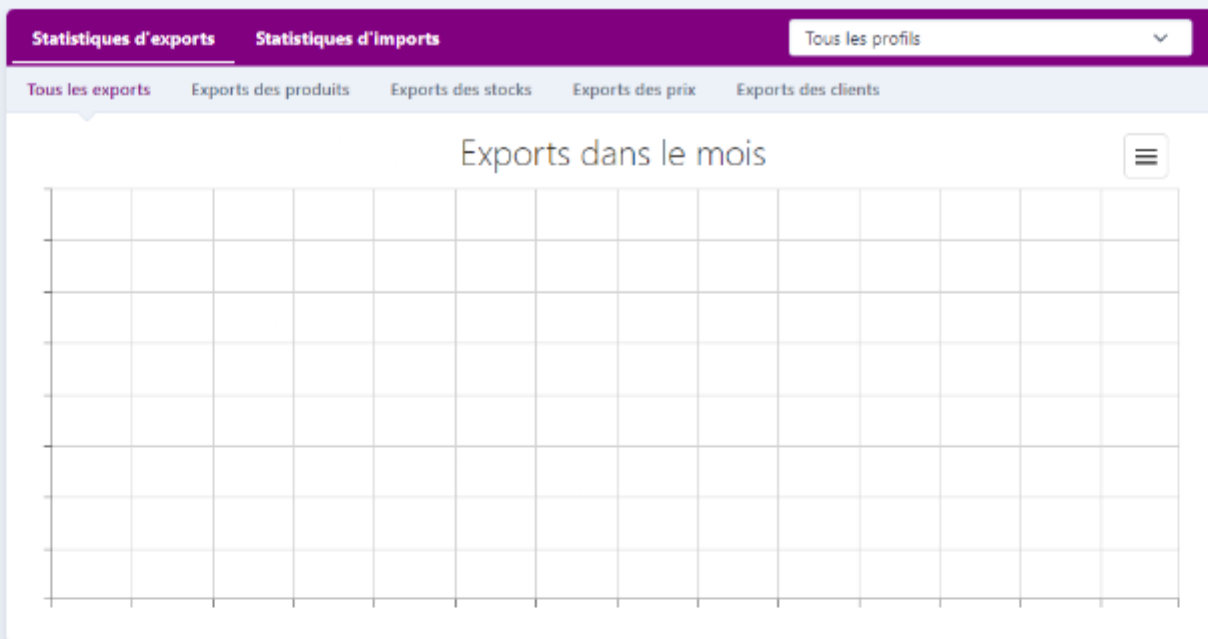 Statistiques d'exports Statistiques d'imports Tous les profils
Tous les exports Exports des produits Exports des stocks Exports des prix Exports des clients
Exports dans le mois